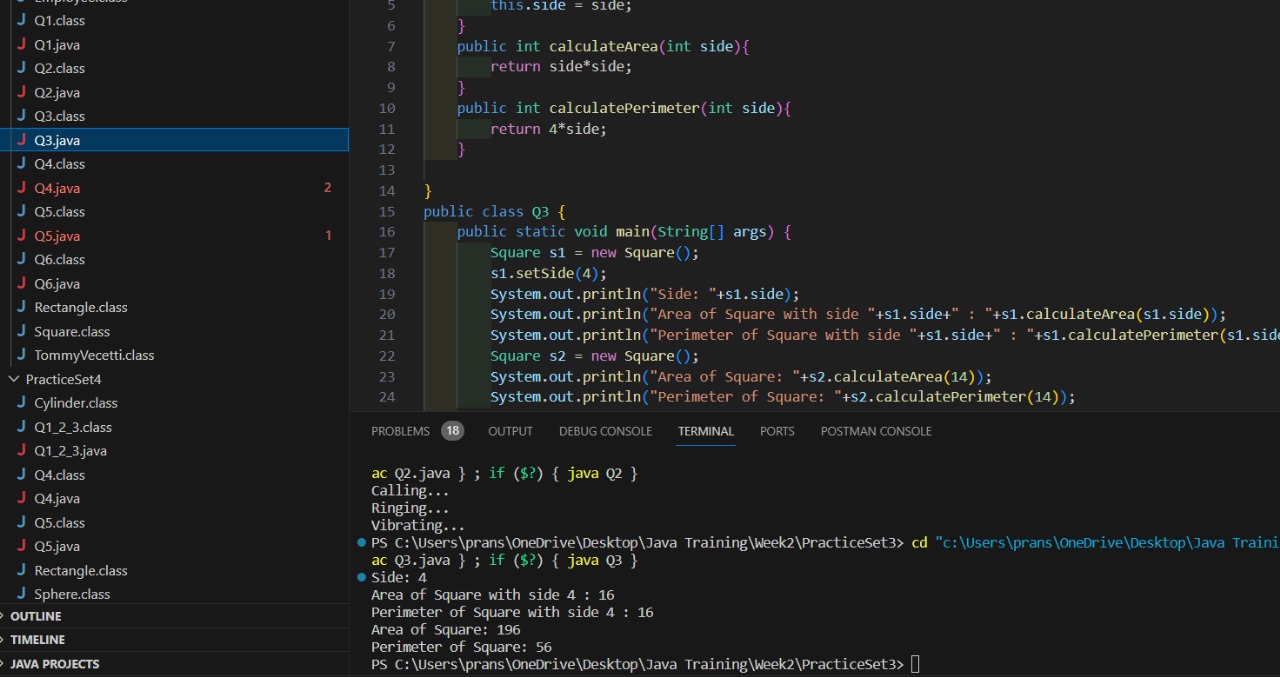 Employee2.class
Q1.class
Q1.java
Q2.class
Q2.java
Q3.class
Q3.java
Q4.class
Q4.java 2
Q5.class
Q5.java 1
Q6.class
Q6.java
Rectangle.class
Square.class
TommyVecetti.class
PracticeSet4
Cylinder.class
Q1_2_3.class
Q1_2_3.java
Q4.class
Q4.java
Q5.class
Q5.java
Rectangle.class
Sphere.class
OUTLINE
TIMELINE
JAVA PROJECTS
5 this.side = side;
6 }
7 public int calculateArea(int side){
8 return side*side;
9 }
10 public int calculatePerimeter(int side){
11 return 4*side;
12 }
13
14 }
15 public class Q3 {
16 public static void main(String[] args) {
17 Square s1 = new Square();
18 s1.setSide(4);
19 System.out.println("Side: "+s1.side);
20 System.out.println("Area of Square with side "+s1.side+" : "+s1.calculateArea(s1.side));
21 System.out.println("Perimeter of Square with side "+s1.side+" : "+s1.calculatePerimeter(s1.side
22 Square s2 = new Square();
23 System.out.println("Area of Square: "+s2.calculateArea(14));
24 System.out.println("Perimeter of Square: "+s2.calculatePerimeter(14));
PROBLEMS 18 OUTPUT DEBUG CONSOLE TERMINAL PORTS POSTMAN CONSOLE
ac Q2.java } ; if ($?) { java Q2 }
Calling...
Ringing...
Vibrating...
PS C:\Users\prans\OneDrive\Desktop\Java Training\Week2\PracticeSet3> cd "c:\Users\prans\OneDrive\Desktop\Java Traini
ac Q3.java } ; if ($?) { java Q3 }
Side: 4
Area of Square with side 4 : 16
Perimeter of Square with side 4 : 16
Area of Square: 196
Perimeter of Square: 56
PS C:\Users\prans\OneDrive\Desktop\Java Training\Week2\PracticeSet3>